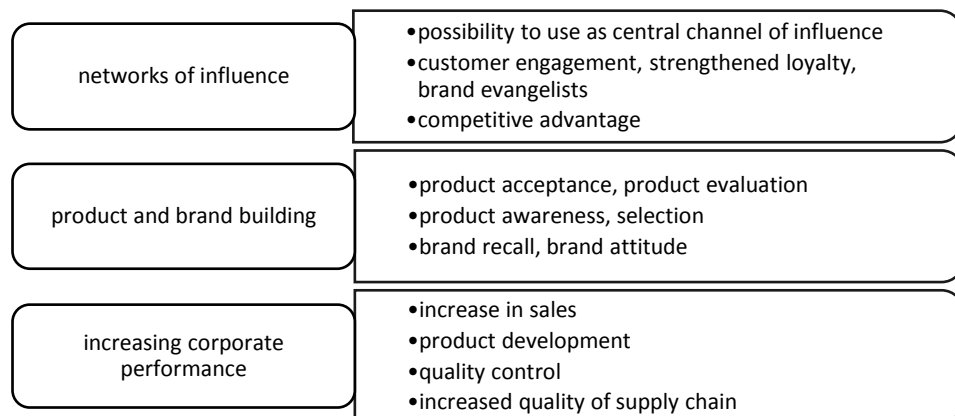 networks of influence
•possibility to use as central channel of influence
•customer engagement, strengthened loyalty,
brand evangelists
•competitive advantage
product and brand building
•product acceptance, product evaluation
•product awareness, selection
•brand recall, brand attitude
increasing corporate
performance
•increase in sales
•product development
•quality control
•increased quality of supply chain